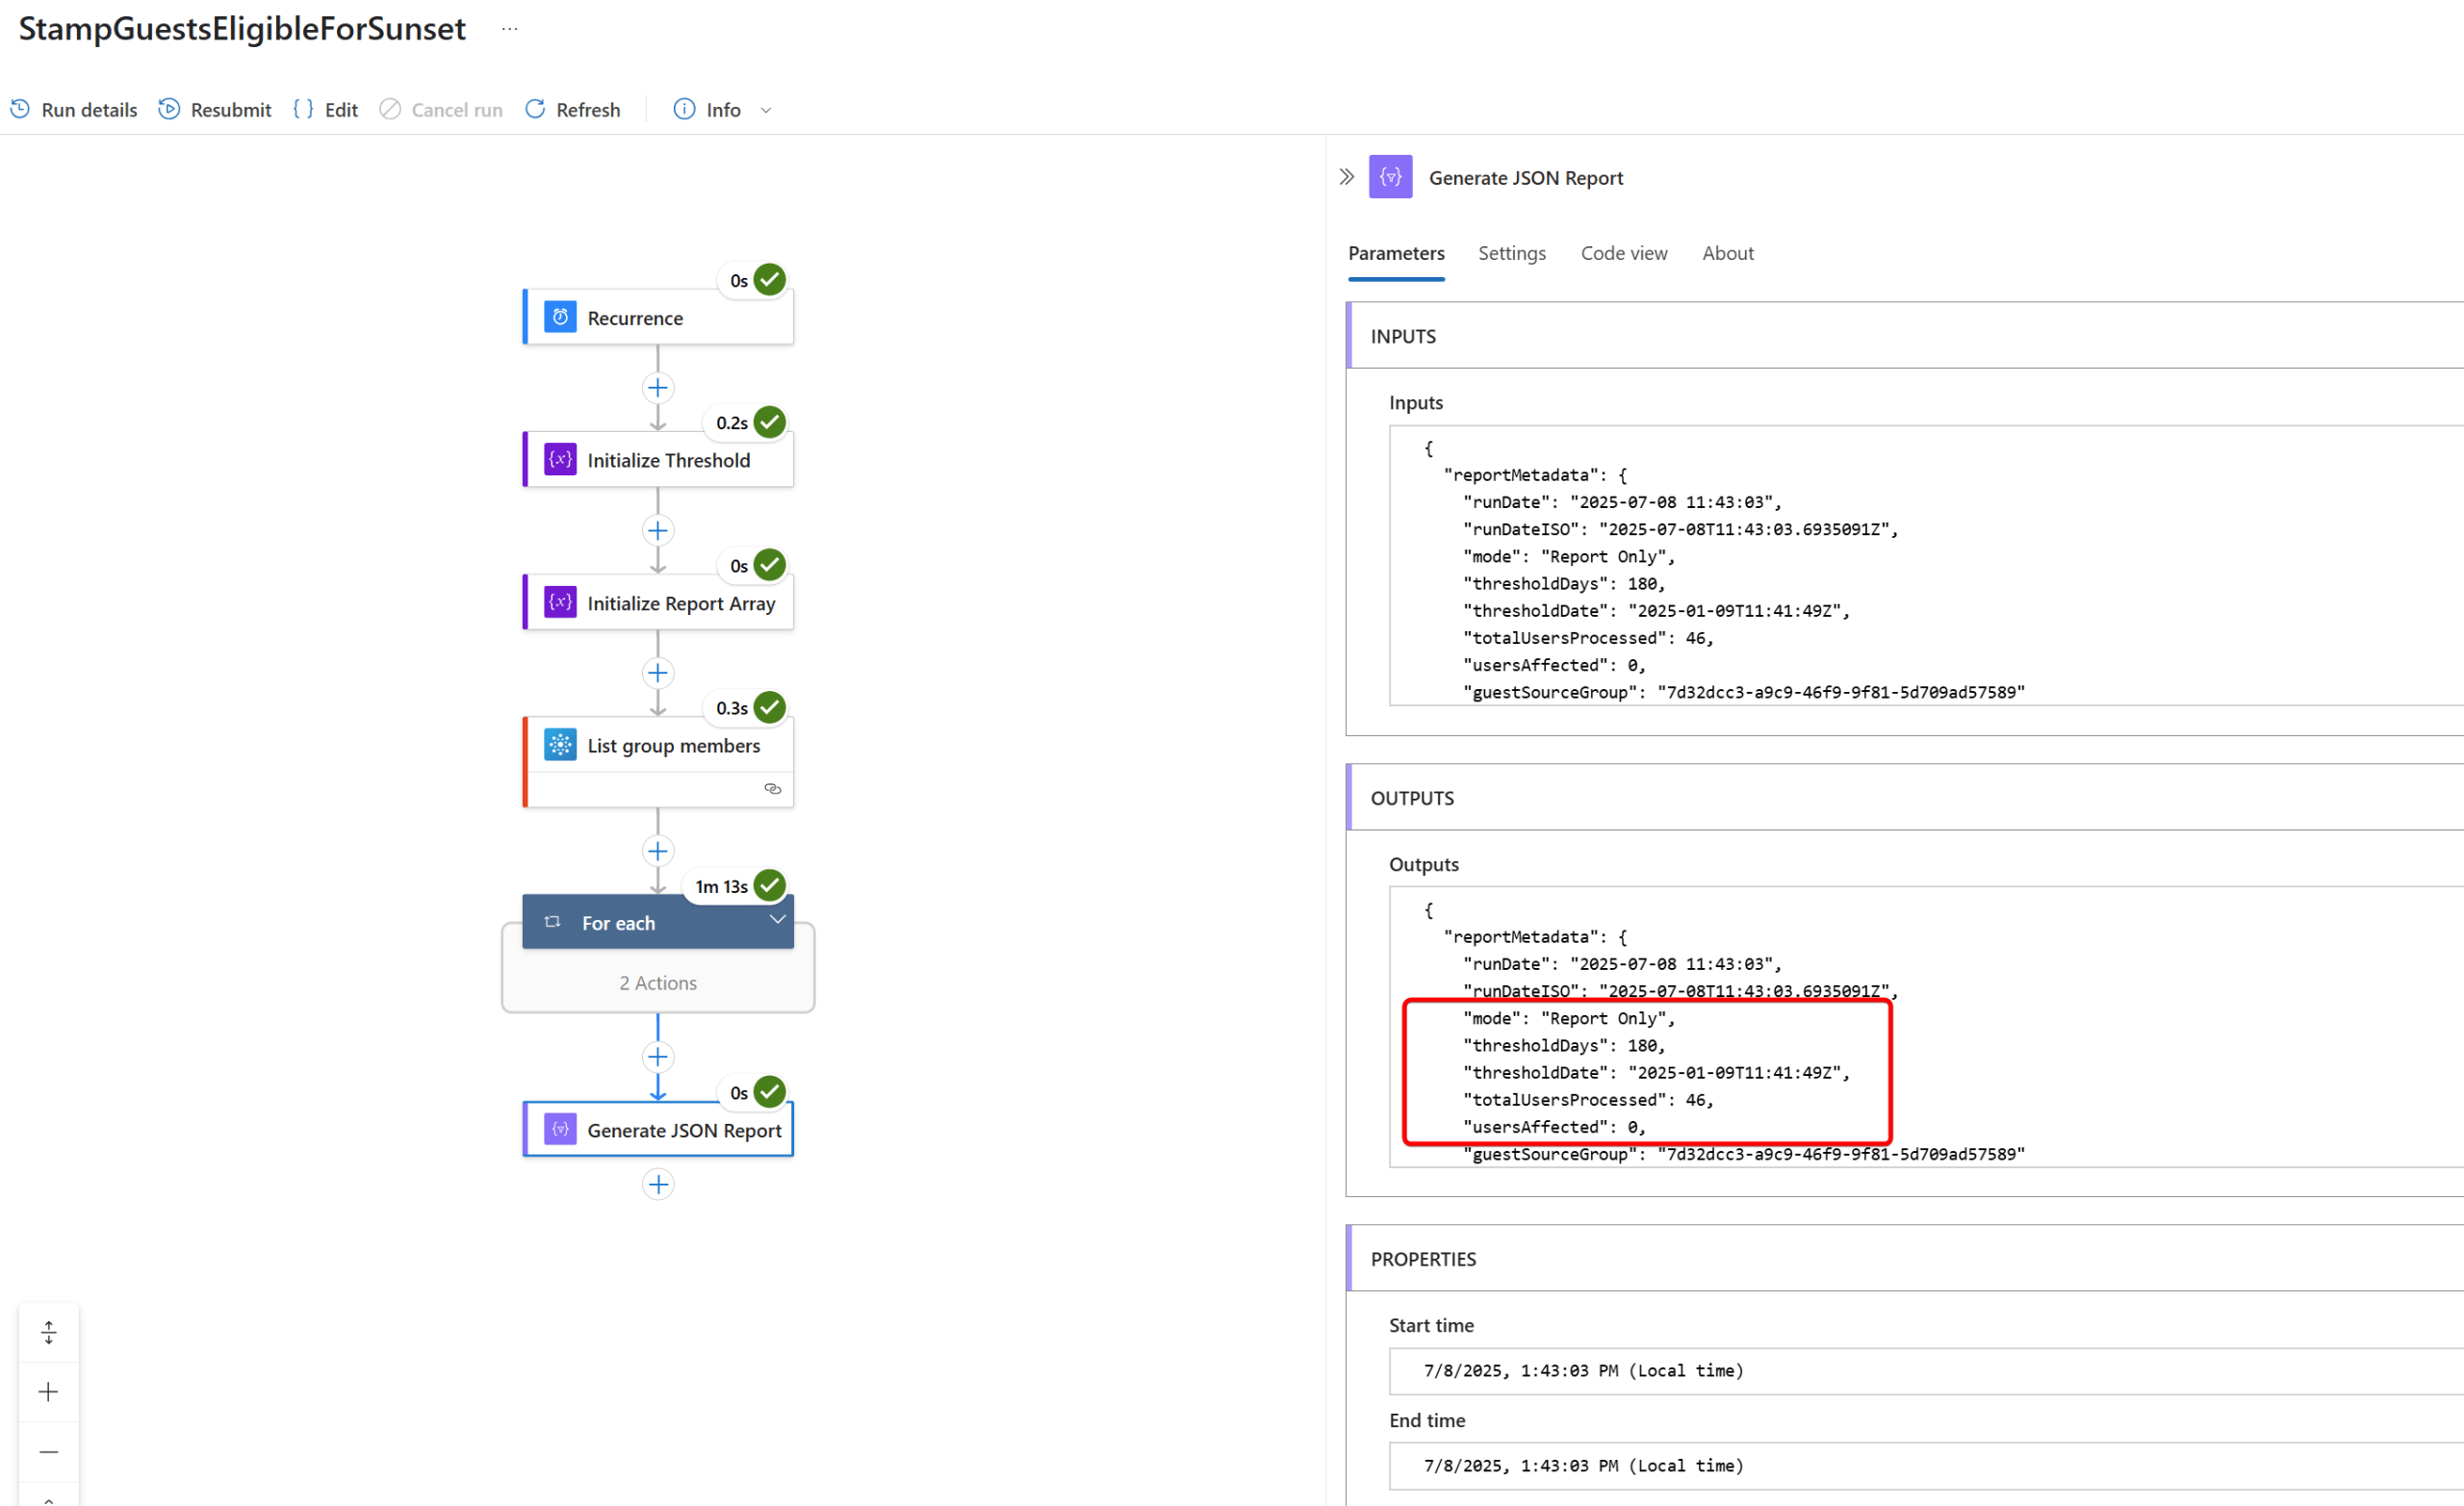 StampGuestsEligibleForSunset ...
Run details Resubmit Edit Cancel run Refresh Info
0s
Recurrence
0.2s
Initialize Threshold
0s
Initialize Report Array
0.3s
List group members
1m 13s
For each
2 Actions
0s
Generate JSON Report
Generate JSON Report
Parameters Settings Code view About
INPUTS
Inputs
{
"reportMetadata": {
"runDate": "2025-07-08 11:43:03",
"runDateISO": "2025-07-08T11:43:03.6935091Z",
"mode": "Report Only",
"thresholdDays": 180,
"thresholdDate": "2025-01-09T11:41:49Z",
"totalUsersProcessed": 46,
"usersAffected": 0,
"guestSourceGroup": "7d32dcc3-a9c9-46f9-9f81-5d709ad57589"
OUTPUTS
Outputs
{
"reportMetadata": {
"runDate": "2025-07-08 11:43:03",
"runDateISO": "2025-07-08T11:43:03.6935091Z",
"mode": "Report Only",
"thresholdDays": 180,
"thresholdDate": "2025-01-09T11:41:49Z",
"totalUsersProcessed": 46,
"usersAffected": 0,
"guestSourceGroup": "7d32dcc3-a9c9-46f9-9f81-5d709ad57589"
PROPERTIES
Start time
7/8/2025, 1:43:03 PM (Local time)
End time
7/8/2025, 1:43:03 PM (Local time)